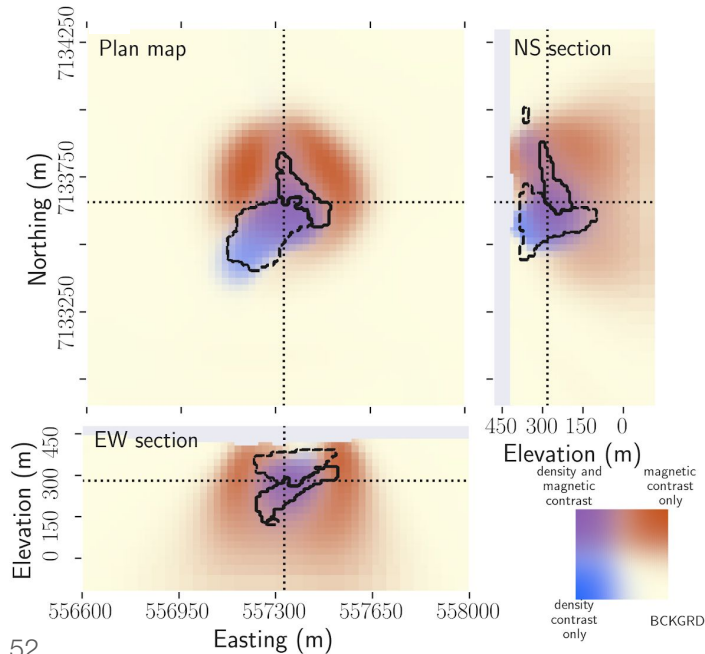 Plan map
NS section
7134250
7133750
7133250
Northing (m)
450 300 150 0
Elevation (m)
EW section
450
300
150
0
Elevation (m)
556600 556950 557300 557650 558000
Easting (m)
density and
magnetic
contrast
magnetic
contrast
only
density
contrast
only
BCKGRD
52